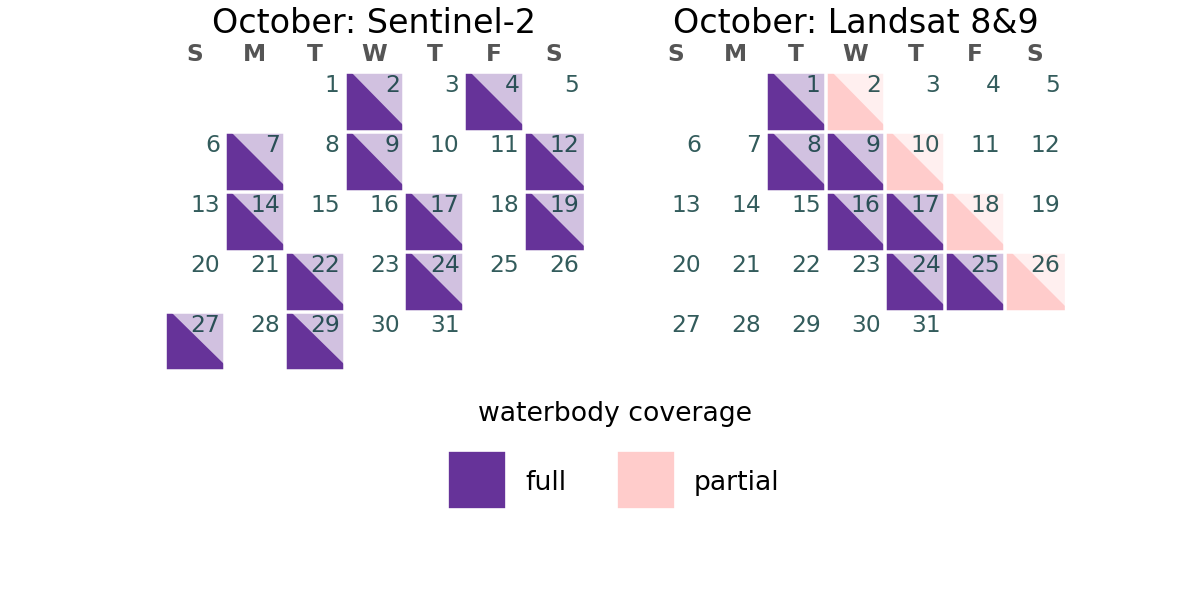 October: Sentinel-2
S M T W T F S
1 2 3 4 5
6 7 8 9 10 11 12
13 14 15 16 17 18 19
20 21 22 23 24 25 26
27 28 29 30 31
October: Landsat 8&9
S M T W T F S
1 2 3 4 5
6 7 8 9 10 11 12
13 14 15 16 17 18 19
20 21 22 23 24 25 26
27 28 29 30 31
waterbody coverage
full
partial